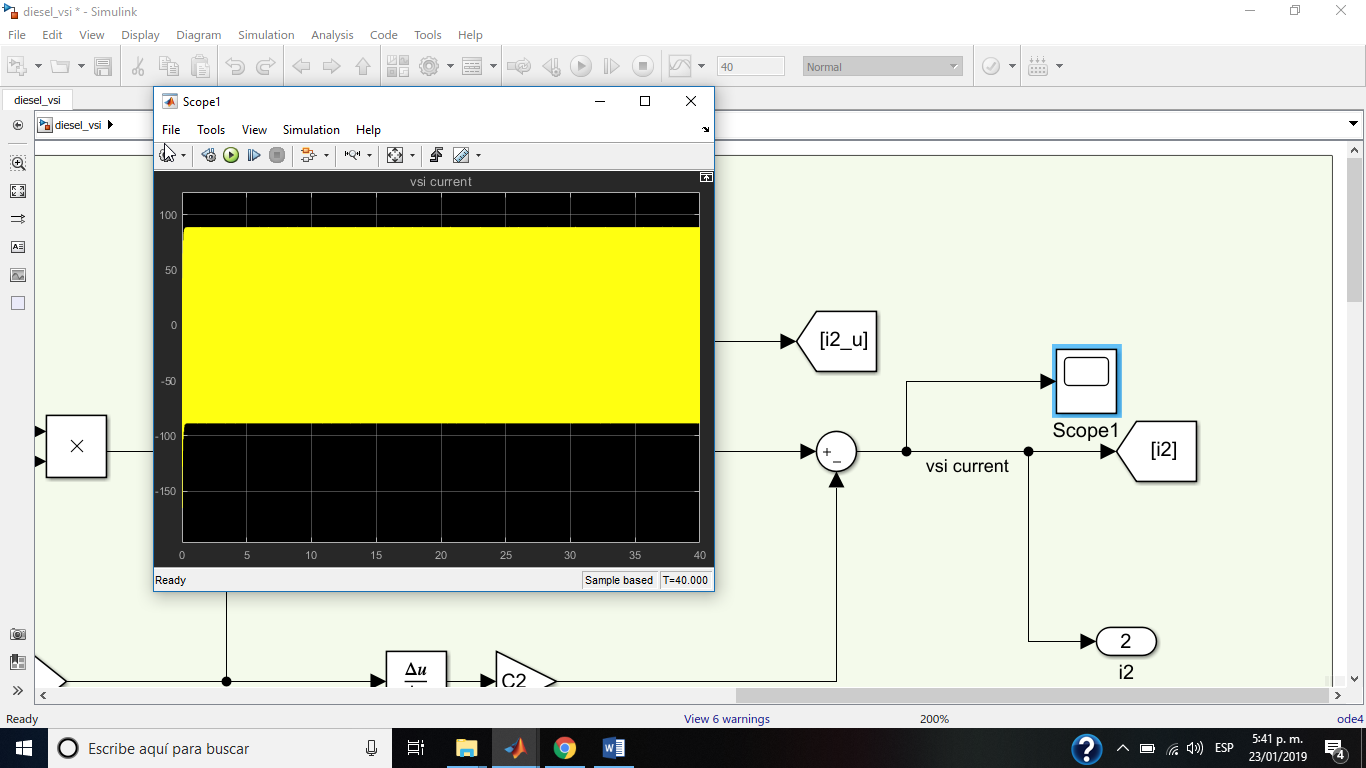 diesel_vsi * - Simulink
File Edit View Display Diagram Simulation Analysis Code Tools Help
40 Normal
diesel_vsi
diesel_vsi
Scope1
File Tools View Simulation Help
vsi current
100
50
0
-50
-100
-150
0 5 10 15 20 25 30 35 40
Ready Sample based T=40.000
[i2_u]
Scope1
[i2]
×
+
_
vsi current
2
i2
Δu
C2
Ready View 6 warnings 200% ode4
Escribe aquí para buscar
ESP
5:41 p. m.
23/01/2019
4